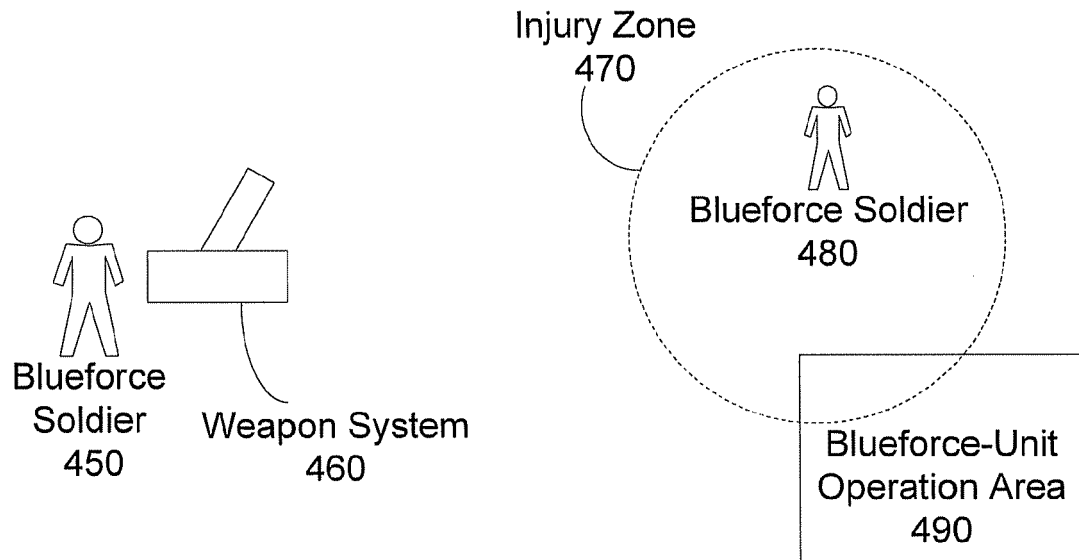 Injury Zone
470
Blueforce Soldier
480
Blueforce
Soldier
450
Weapon System
460
Blueforce-Unit
Operation Area
490